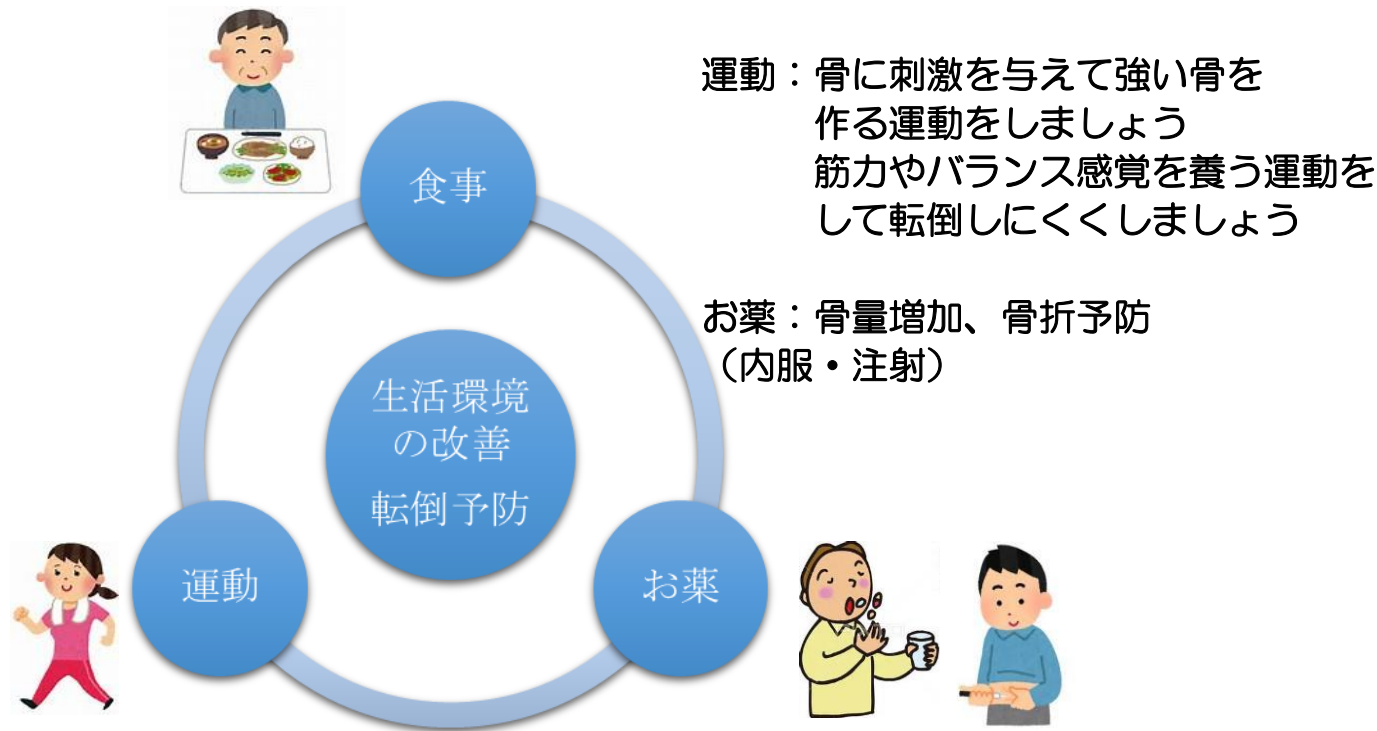 運動：骨に刺激を与えて強い骨を
作る運動をしましょう
筋力やバランス感覚を養う運動を
して転倒しにくくしましょう
お薬：骨量増加、骨折予防
（内服・注射）
食事
生活環境
の改善
転倒予防
運動
お薬